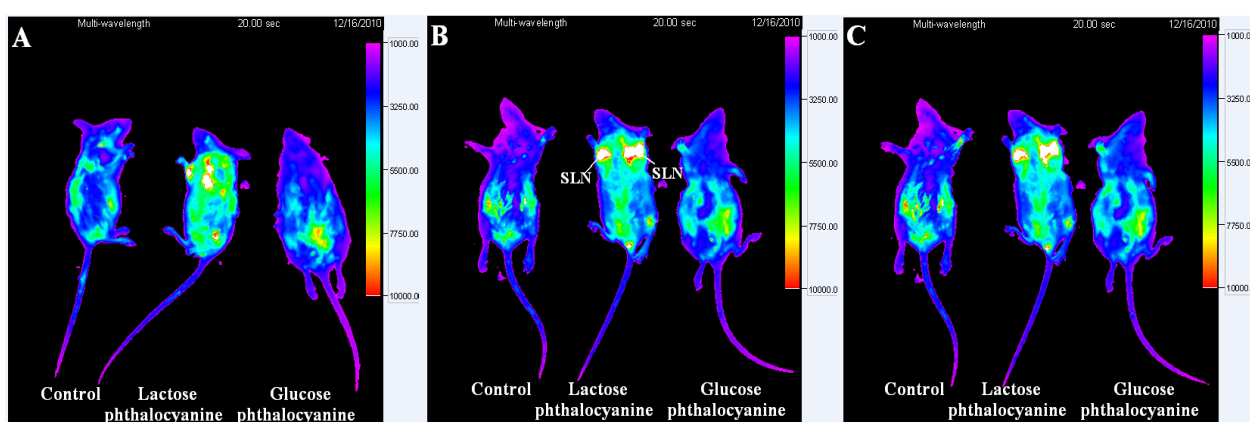 Multi-wavelength 20.00 sec 12/16/2010
A
1000.00
3250.00
5500.00
7750.00
10000.0
Control Lactose Glucose
phthalocyanine phthalocyanine
Multi-wavelength 20.00 sec 12/16/2010
B
1000.00
3250.00
5500.00
7750.00
10000.0
SLN SLN
Control Lactose Glucose
phthalocyanine phthalocyanine
Multi-wavelength 20.00 sec 12/16/2010
C
1000.00
3250.00
5500.00
7750.00
10000.0
Control Lactose Glucose
phthalocyanine phthalocyanine